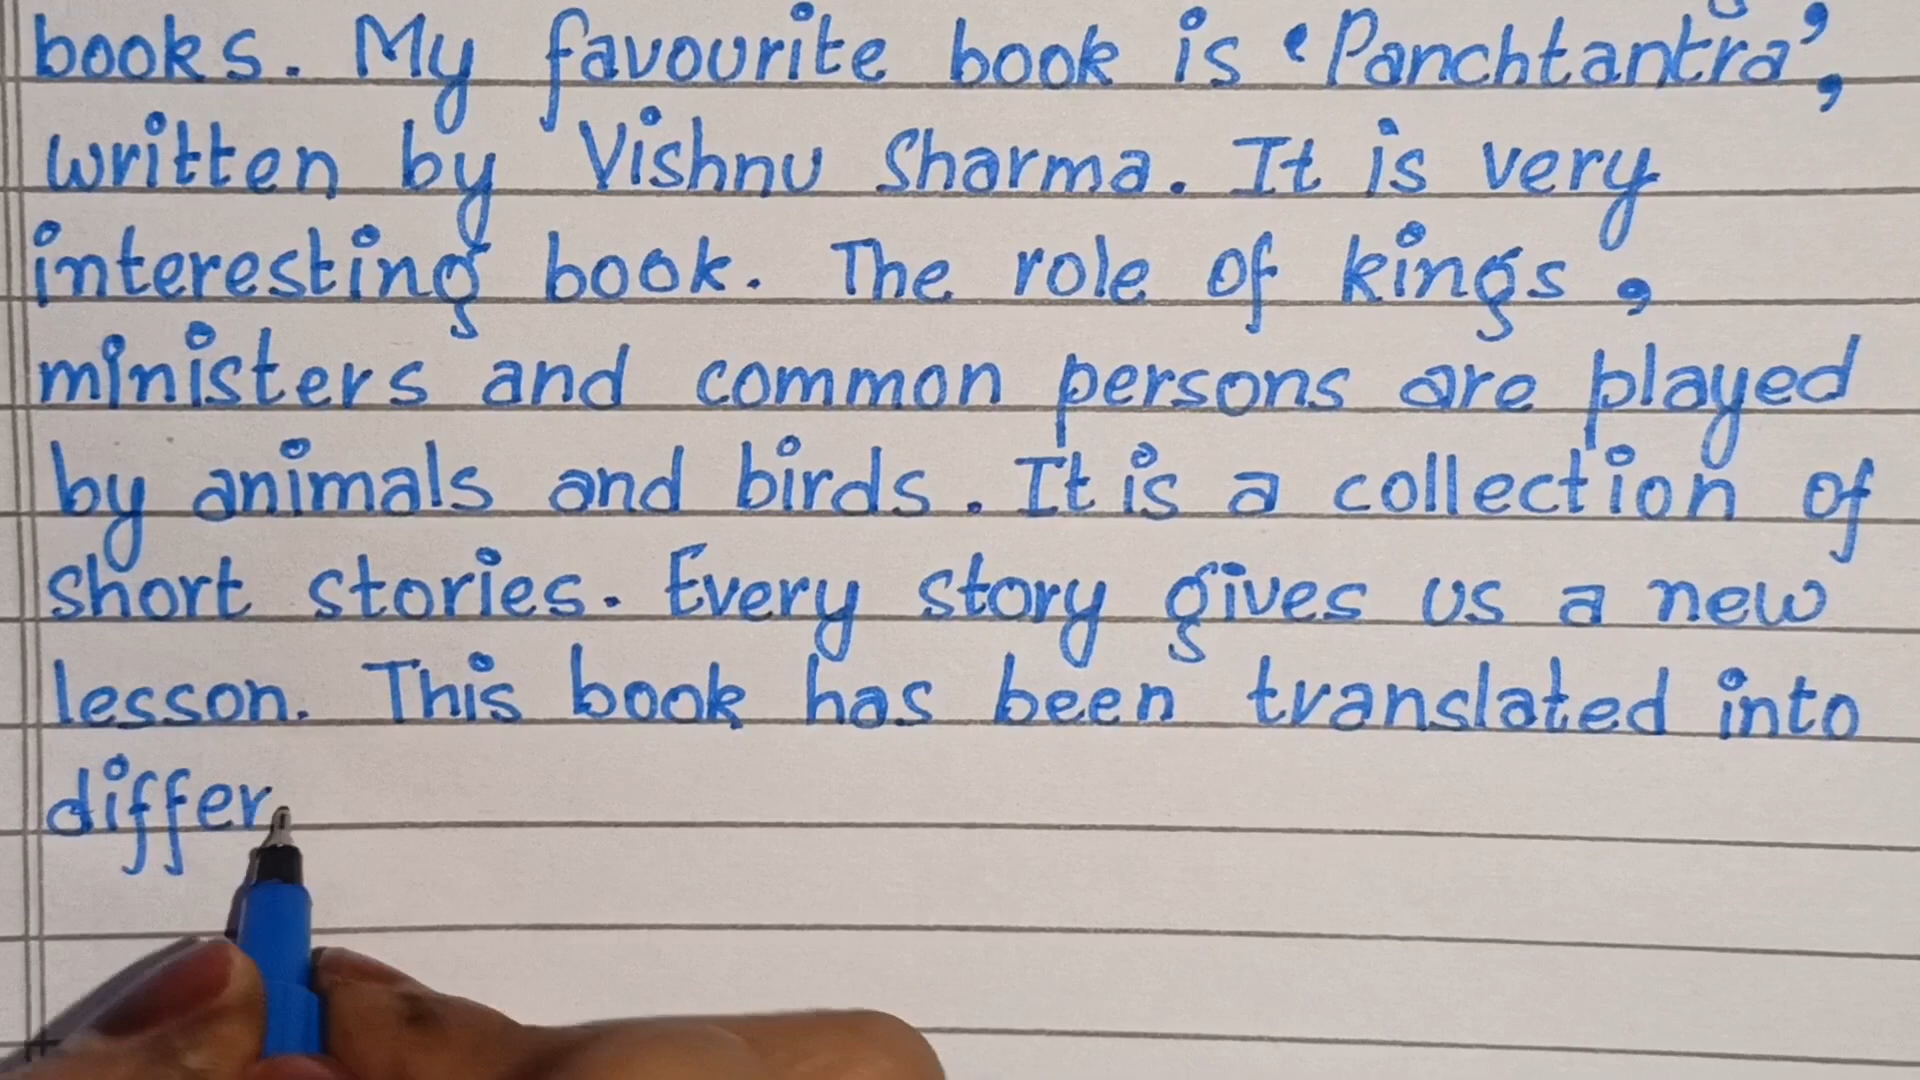 books. My favourite book is ‘Panchtantra’,
written by Vishnu Sharma. It is very
interesting book. The role of kings,
ministers and common persons are played
by animals and birds. It is a collection of
short stories. Every story gives us a new
lesson. This book has been translated into
differ